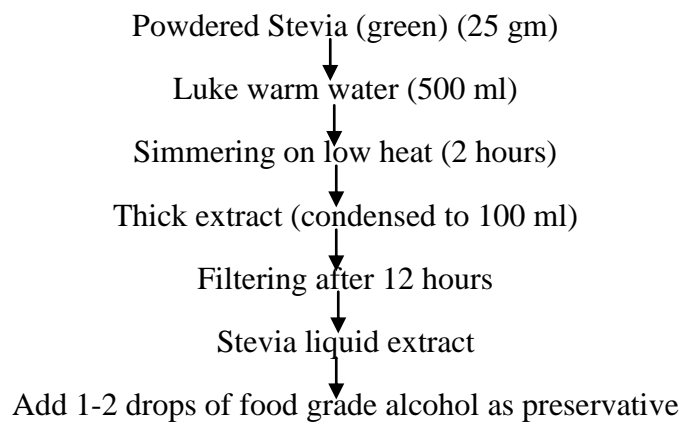 Powdered Stevia (green) (25 gm)
Luke warm water (500 ml)
Simmering on low heat (2 hours)
Thick extract (condensed to 100 ml)
Filtering after 12 hours
Stevia liquid extract
Add 1-2 drops of food grade alcohol as preservative